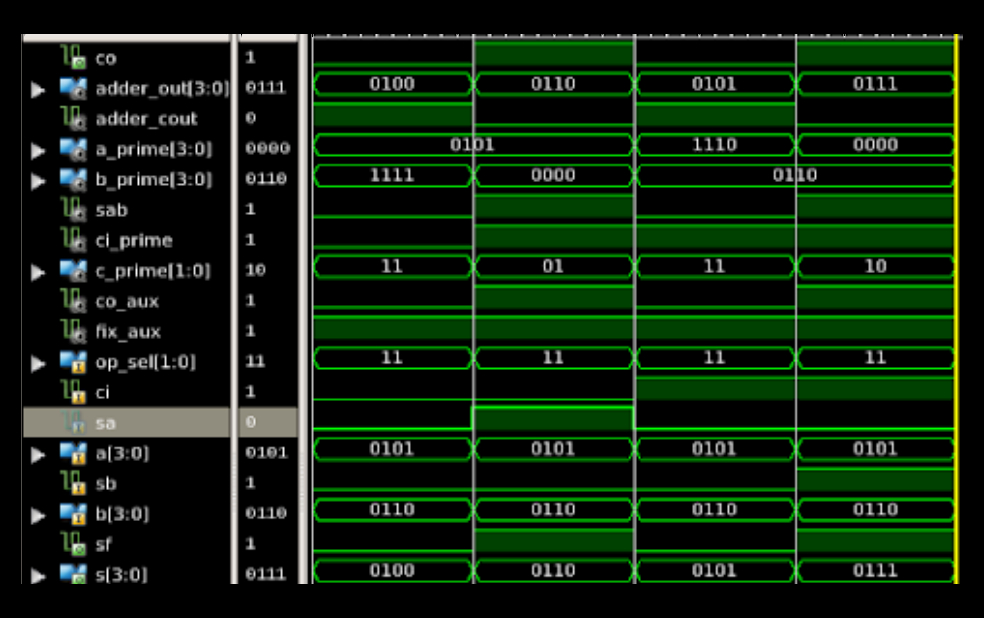 co 1
adder_out[3:0] 0111 0100 0110 0101 0111
adder_cout 0
a_prime[3:0] 0000 0101 1110 0000
b_prime[3:0] 0110 1111 0000 0110
sab 1
ci_prime 1
c_prime[1:0] 10 11 01 11 10
co_aux 1
fix_aux 1
op_sel[1:0] 11 11 11 11 11
ci 1
sa 0
a[3:0] 0101 0101 0101 0101 0101
sb 1
b[3:0] 0110 0110 0110 0110 0110
sf 1
s[3:0] 0111 0100 0110 0101 0111